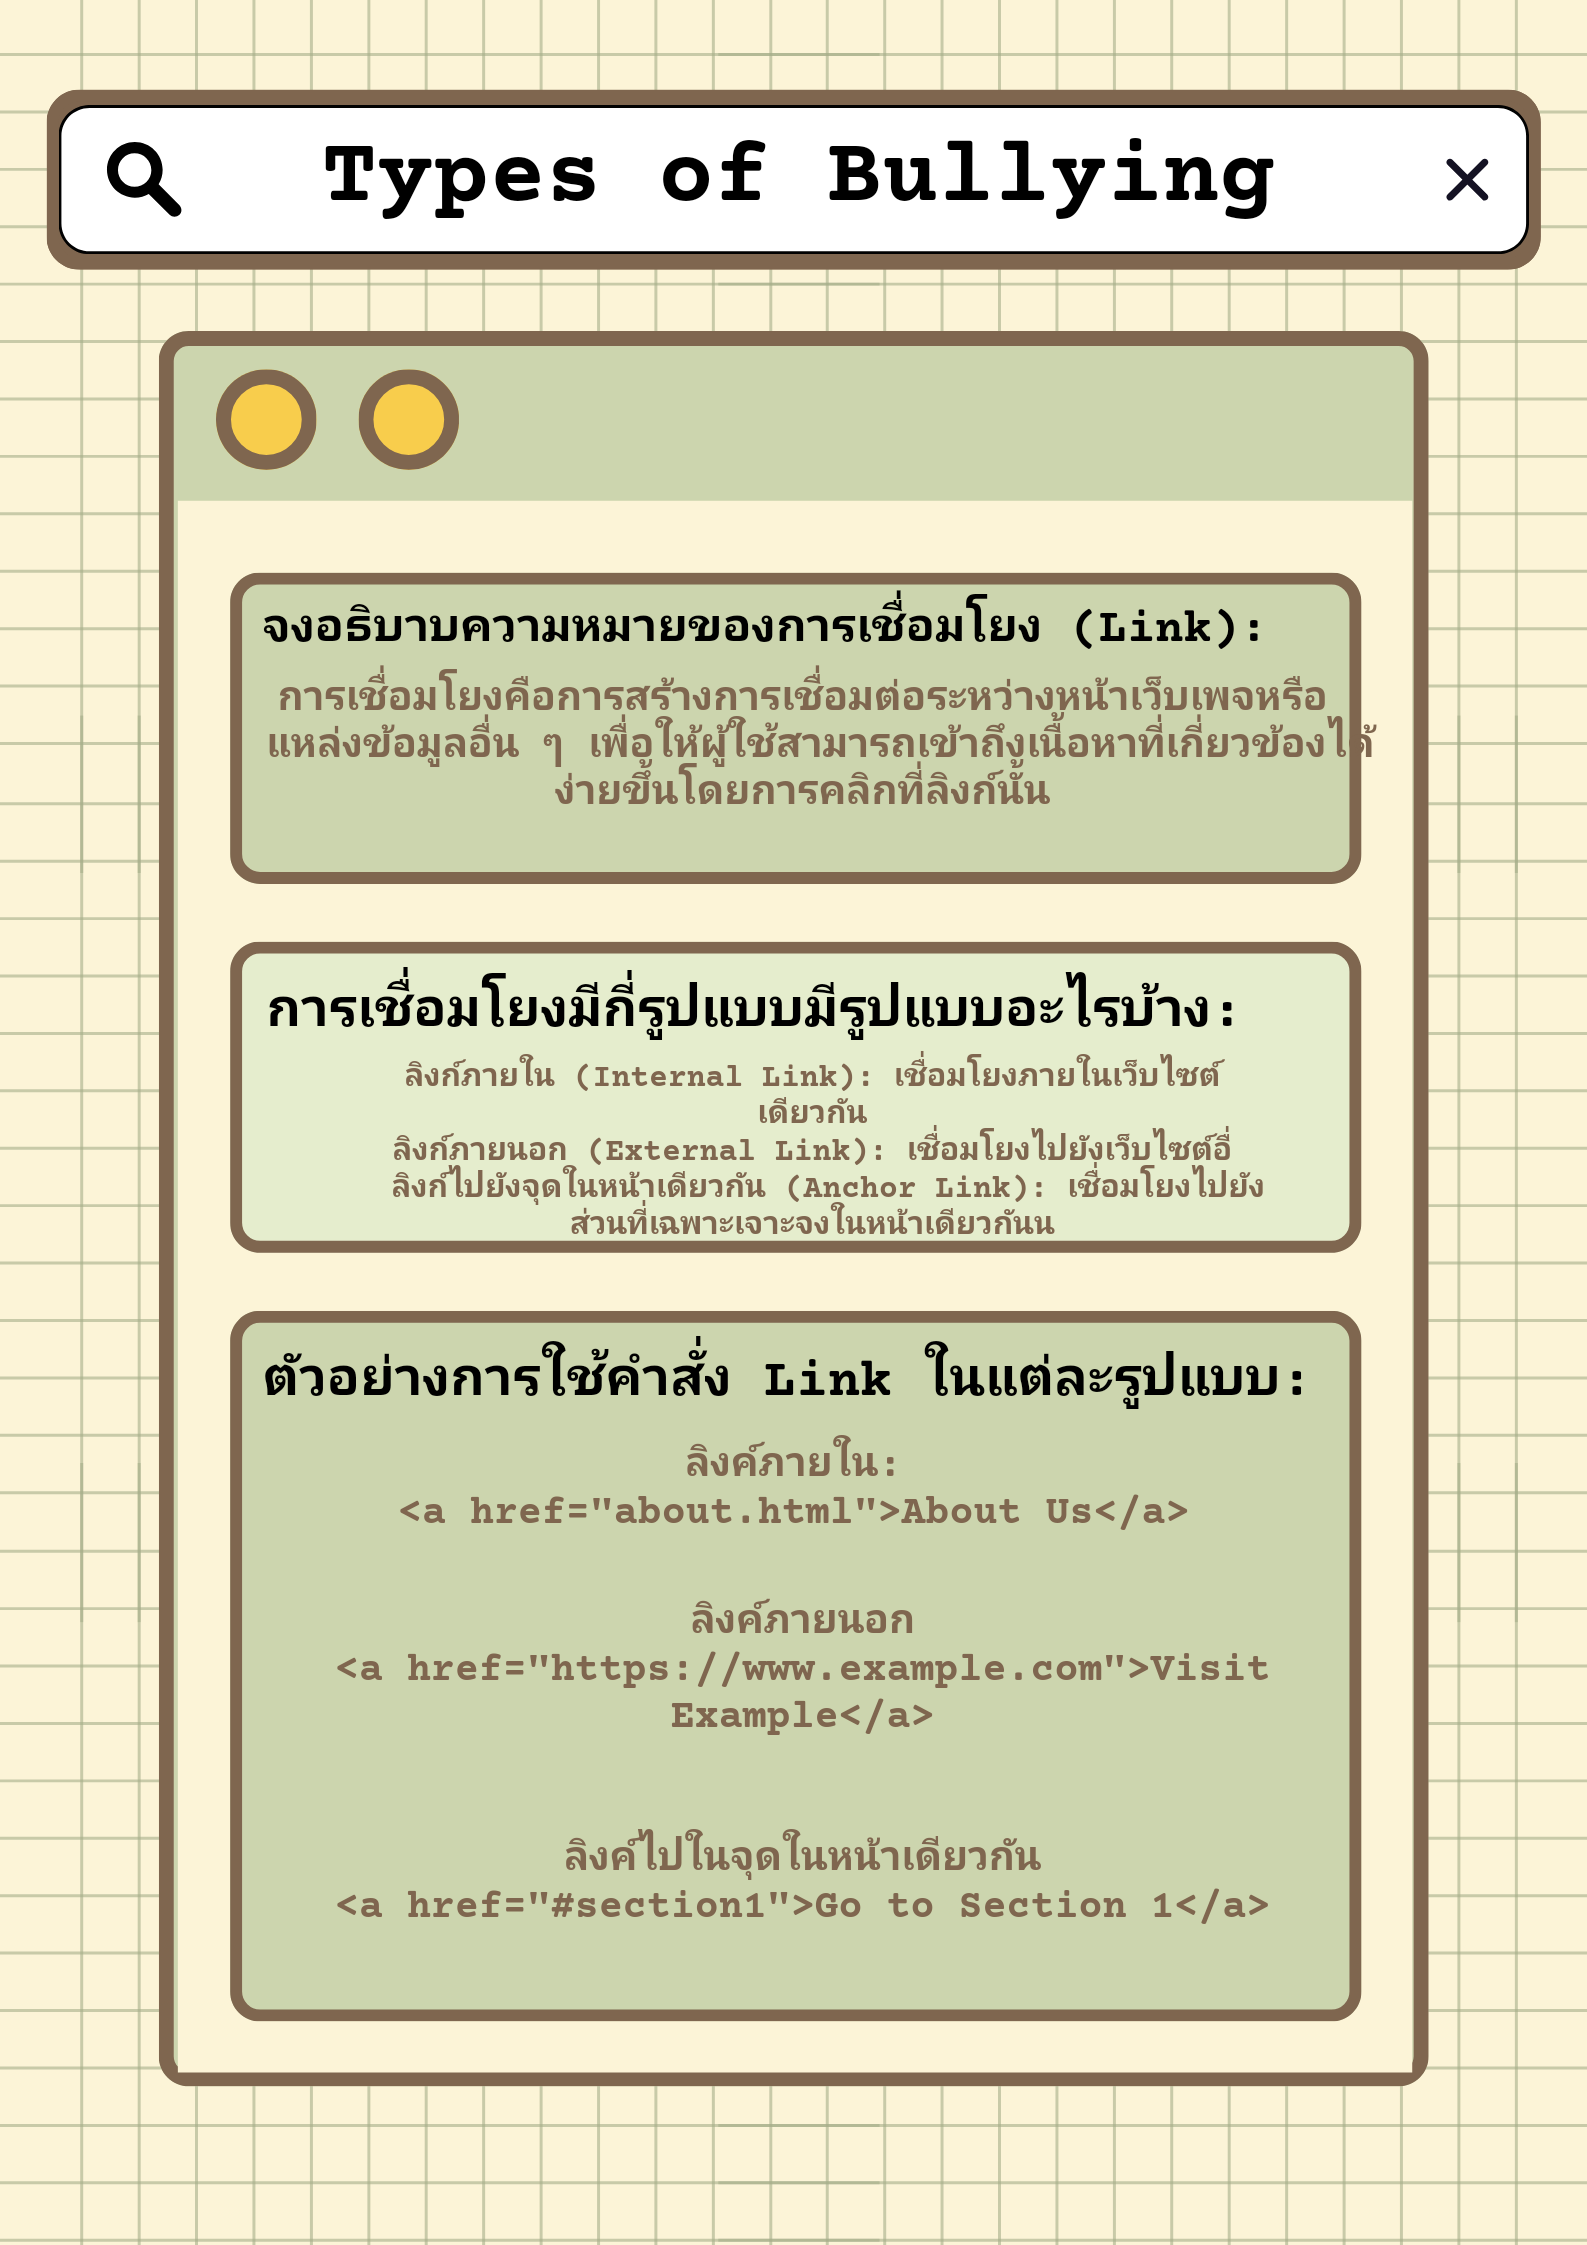 Types of Bullying
จงอธิบาบความหมายของการเชื่อมโยง (Link):
การเชื่อมโยงคือการสร้างการเชื่อมต่อระหว่างหน้าเว็บเพจหรือ
แหล่งข้อมูลอื่น ๆ เพื่อให้ผู้ใช้สามารถเข้าถึงเนื้อหาที่เกี่ยวข้องได้
ง่ายขึ้นโดยการคลิกที่ลิงก์นั้น
การเชื่อมโยงมีกี่รูปแบบมีรูปแบบอะไรบ้าง:
ลิงก์ภายใน (Internal Link): เชื่อมโยงภายในเว็บไซต์
เดียวกัน
ลิงก์ภายนอก (External Link): เชื่อมโยงไปยังเว็บไซต์อื่
ลิงก์ไปยังจุดในหน้าเดียวกัน (Anchor Link): เชื่อมโยงไปยัง
ส่วนที่เฉพาะเจาะจงในหน้าเดียวกันน
ตัวอย่างการใช้คำสั่ง Link ในแต่ละรูปแบบ:
ลิงค์ภายใน:
<a href="about.html">About Us</a>
ลิงค์ภายนอก
<a href="https://www.example.com">Visit
Example</a>
ลิงค์ไปในจุดในหน้าเดียวกัน
<a href="#section1">Go to Section 1</a>